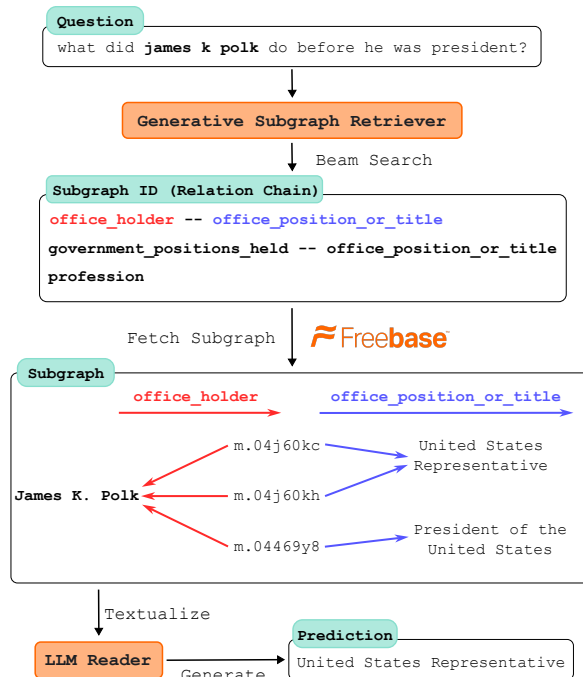 Question
what did james k polk do before he was president?
Generative Subgraph Retriever
Beam Search
Subgraph ID (Relation Chain)
office_holder -- office_position_or_title
government_positions_held -- office_position_or_title
profession
Fetch Subgraph
Freebase
Subgraph
office_holder
office_position_or_title
m.04j60kc
United States
Representative
James K. Polk
m.04j60kh
m.04469y8
President of the
United States
Textualize
LLM Reader
Generate
Prediction
United States Representative